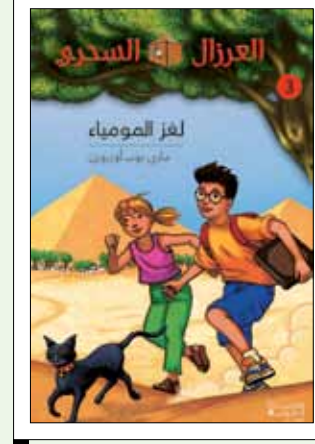 العرزال السحري
3
لغز المومياء
ماري بوب أوزبورن